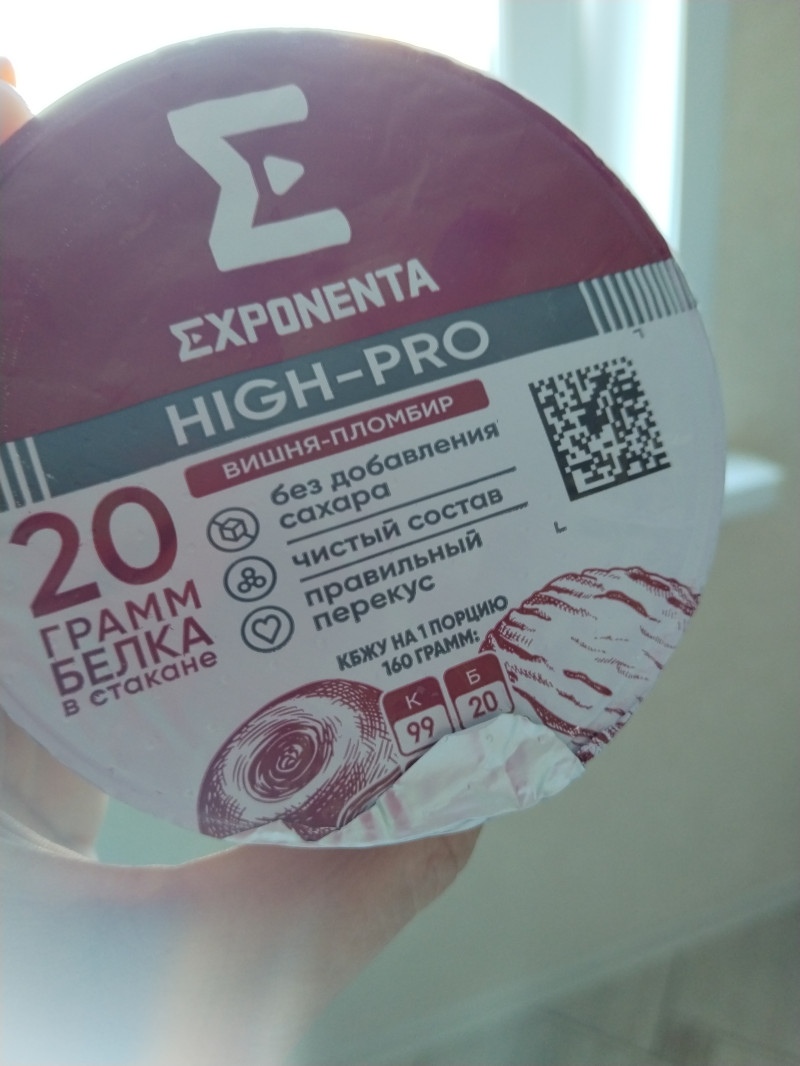 EXPONENTA
HIGH-PRO
ВИШНЯ-ПЛОМБИР
без добавления
сахара
чистый состав
правильный
перекус
20
ГРАММ
БЕЛКА
в стакане
КБЖУ НА 1 ПОРЦИЮ
160 ГРАММ:
К Б
99 20